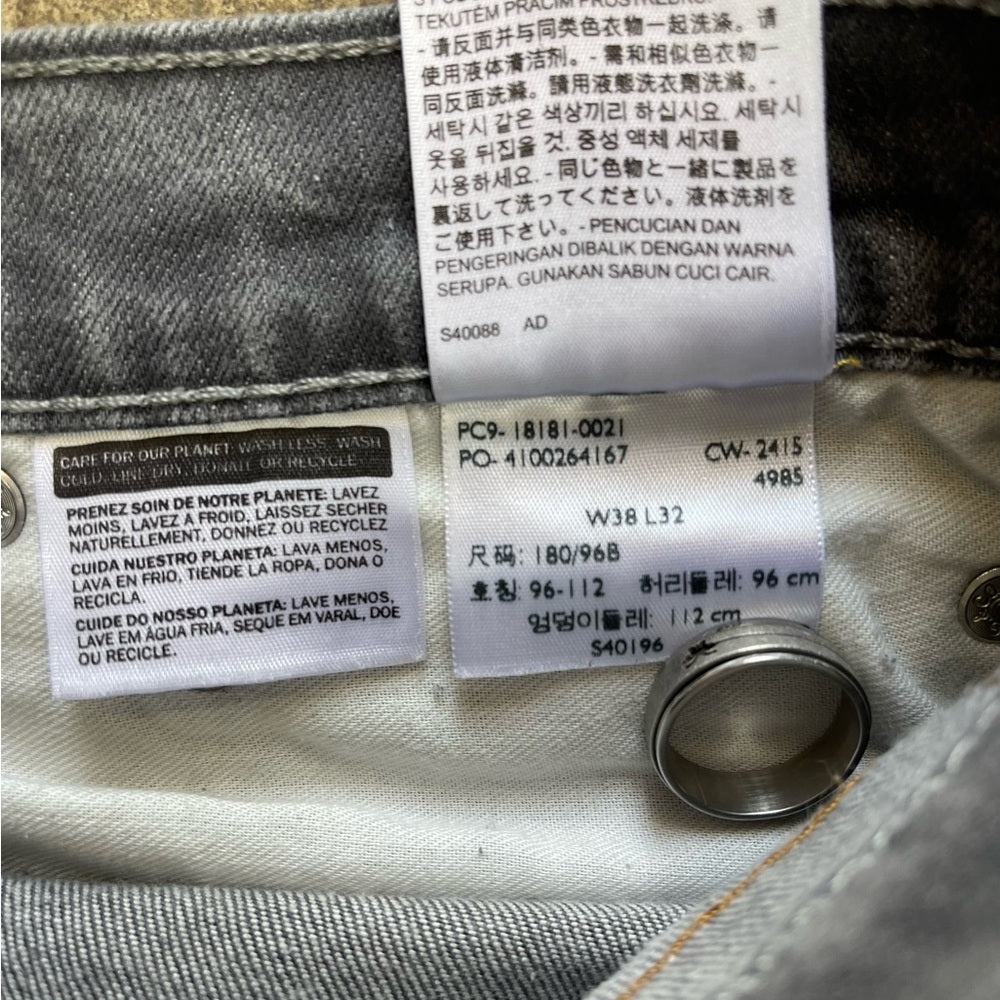 TEKUTÉM PRACÍM PROSTŘEDKU.
- 请反面并与同类色衣物一起洗涤。请
使用液体清洁剂。- 需和相似色衣物一
同反面洗滌。請用液態洗衣劑洗滌。-
세탁시 같은 색상끼리 하십시요. 세탁시
옷을 뒤집을 것. 중성 액체 세제를
사용하세요. - 同じ色物と一緒に製品を
裏返して洗ってください。液体洗剤を
ご使用下さい。- PENCUCIAN DAN
PENGERINGAN DIBALIK DENGAN WARNA
SERUPA. GUNAKAN SABUN CUCI CAIR.
S40088 AD
CARE FOR OUR PLANET: WASH LESS, WASH
COLD, LINE DRY, DONATE OR RECYCLE
PRENEZ SOIN DE NOTRE PLANETE: LAVEZ
MOINS, LAVEZ À FROID, LAISSEZ SECHER
NATURELLEMENT, DONNEZ OU RECYCLEZ
CUIDA NUESTRO PLANETA: LAVA MENOS,
LAVA EN FRIO, TIENDE LA ROPA, DONA O
RECICLA.
CUIDE DO NOSSO PLANETA: LAVE MENOS,
LAVE EM ÁGUA FRIA, SEQUE EM VARAL, DOE
OU RECICLE.
PC9- 18181-0021
PO- 4100264167 CW- 2415
4985
W38 L32
尺码: 180/96B
호칭: 96-112 허리둘레: 96 cm
엉덩이둘레: 112 cm
S40196